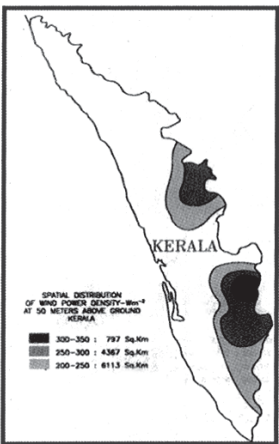 KERALA
SPATIAL DISTRIBUTION
OF WIND POWER DENSITY-Wm⁻²
AT 50 METERS ABOVE GROUND
KERALA
300-350 : 797 Sq.Km
250-300 : 4367 Sq.Km
200-250 : 6113 Sq.Km